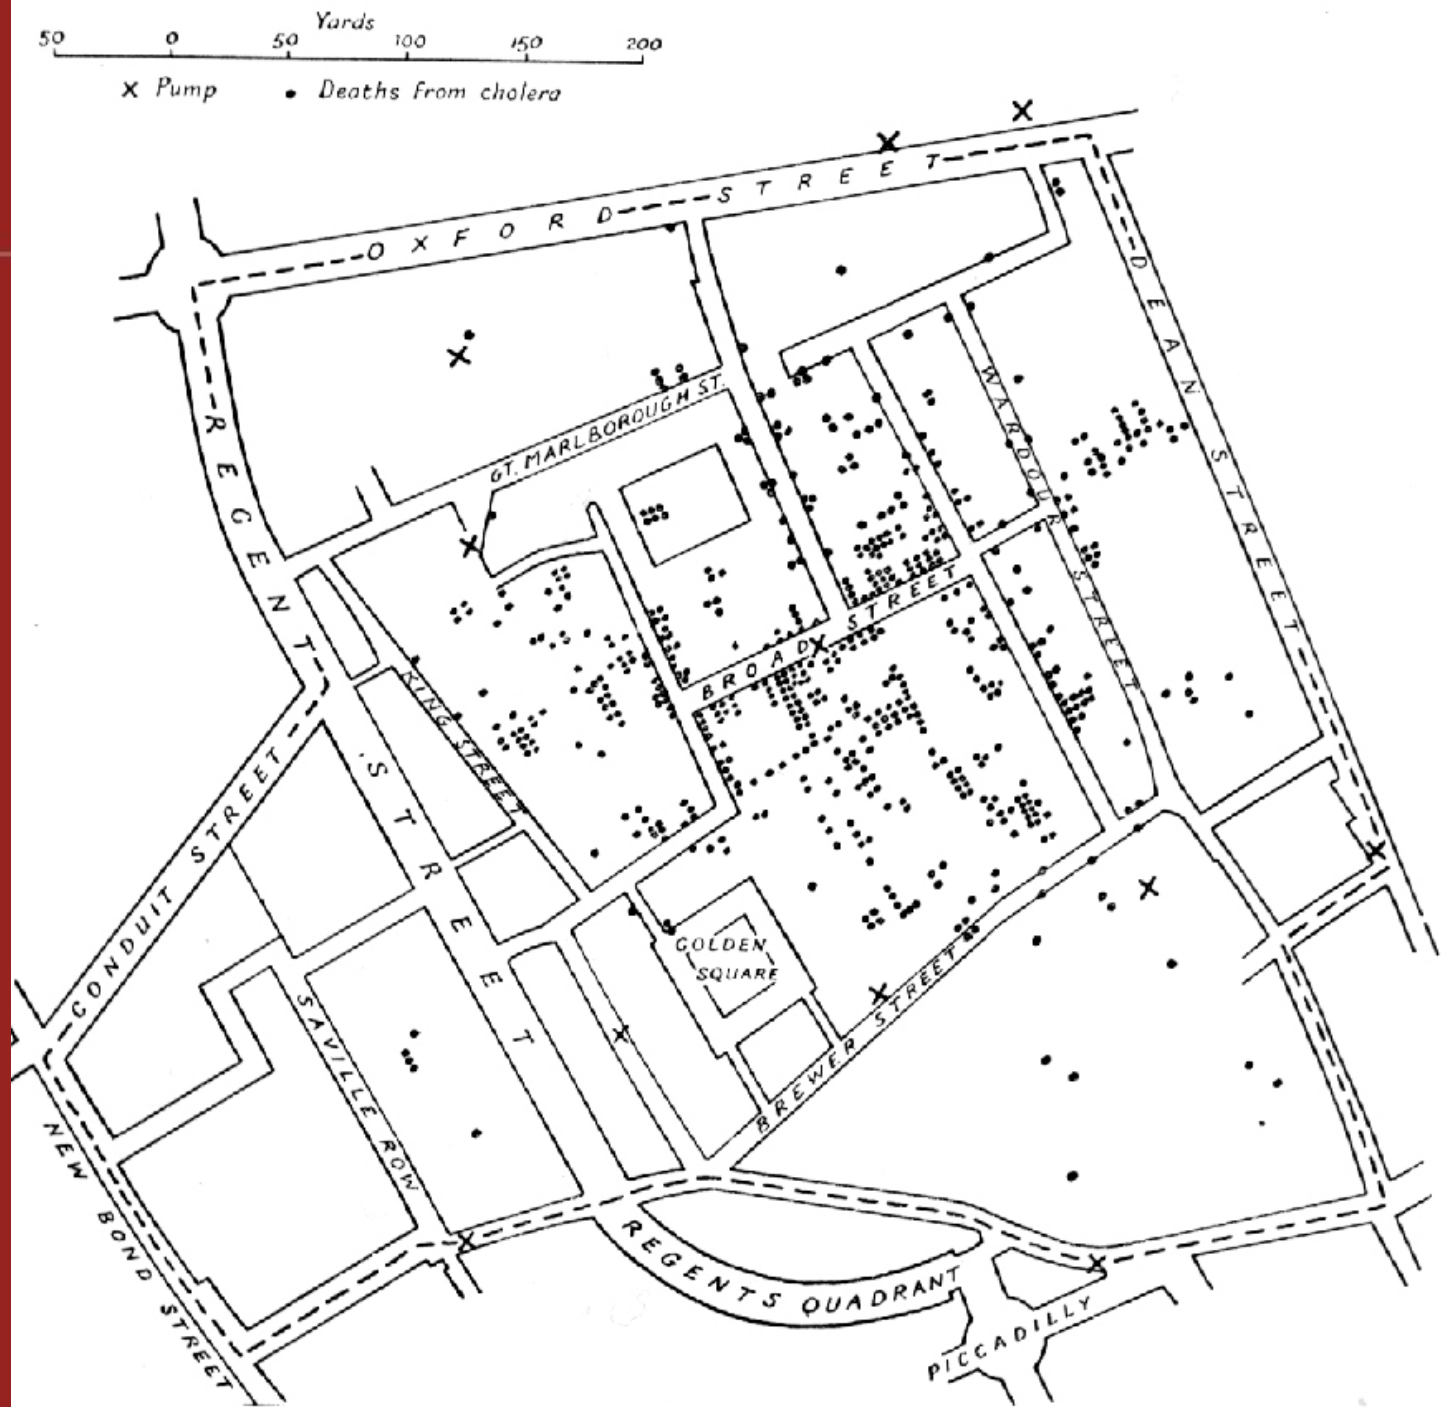 Yards
50 0 50 100 150 200
X Pump • Deaths from cholera
OXFORD STREET
DEAN STREET
REGENT STREET
GT. MARLBOROUGH ST.
WARDOUR STREET
BROAD STREET
KING STREET
CONDUIT STREET
GOLDEN
SQUARE
SAVILLE ROW
BREWER STREET
NEW BOND STREET
REGENTS QUADRANT
PICCADILLY